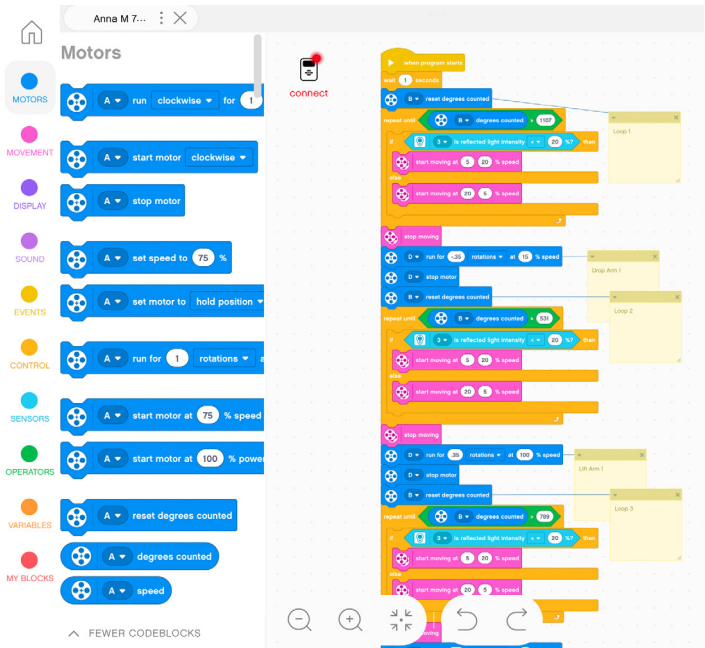 Anna M 7...
Motors
MOTORS
MOVEMENT
DISPLAY
SOUND
EVENTS
CONTROL
SENSORS
OPERATORS
VARIABLES
MY BLOCKS
A run clockwise for 1
A start motor clockwise
A stop motor
A set speed to 75 %
A set motor to hold position
A run for 1 rotations a
A start motor at 75 % speed
A start motor at 100 % power
A reset degrees counted
A degrees counted
A speed
FEWER CODEBLOCKS
connect
when program starts
wait 1 seconds
B reset degrees counted
repeat until B degrees counted > 1107
if 3 is reflected light intensity < 20 %? then
start moving at 5 20 % speed
else
start moving at 20 5 % speed
stop moving
D run for -.35 rotations at 15 % speed
D stop motor
B reset degrees counted
repeat until B degrees counted > 531
if 3 is reflected light intensity < 20 %? then
start moving at 5 20 % speed
else
start moving at 20 5 % speed
stop moving
D run for .35 rotations at 100 % speed
D stop motor
B reset degrees counted
repeat until B degrees counted > 789
if 3 is reflected light intensity < 20 %? then
start moving at 5 20 % speed
else
start moving at 20 5 % speed
moving
Loop 1
Drop Arm 1
Loop 2
Lift Arm 1
Loop 3